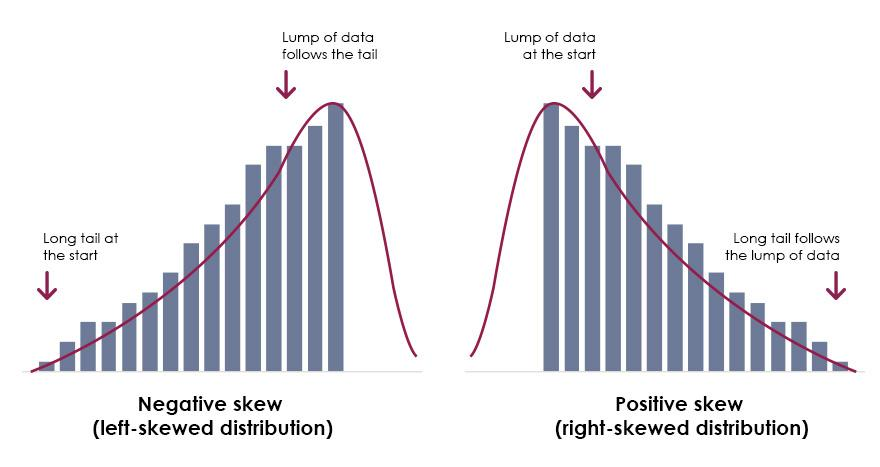 Lump of data
follows the tail
Lump of data
at the start
Long tail at
the start
Long tail follows
the lump of data
Negative skew
(left-skewed distribution)
Positive skew
(right-skewed distribution)